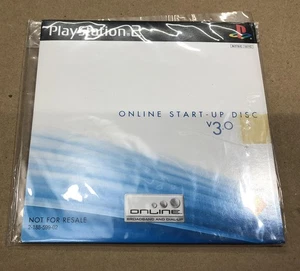 PlayStation 2
ONLINE START-UP DISC
v3.0
ONLINE
BROADBAND AND DIAL-UP
NOT FOR RESALE